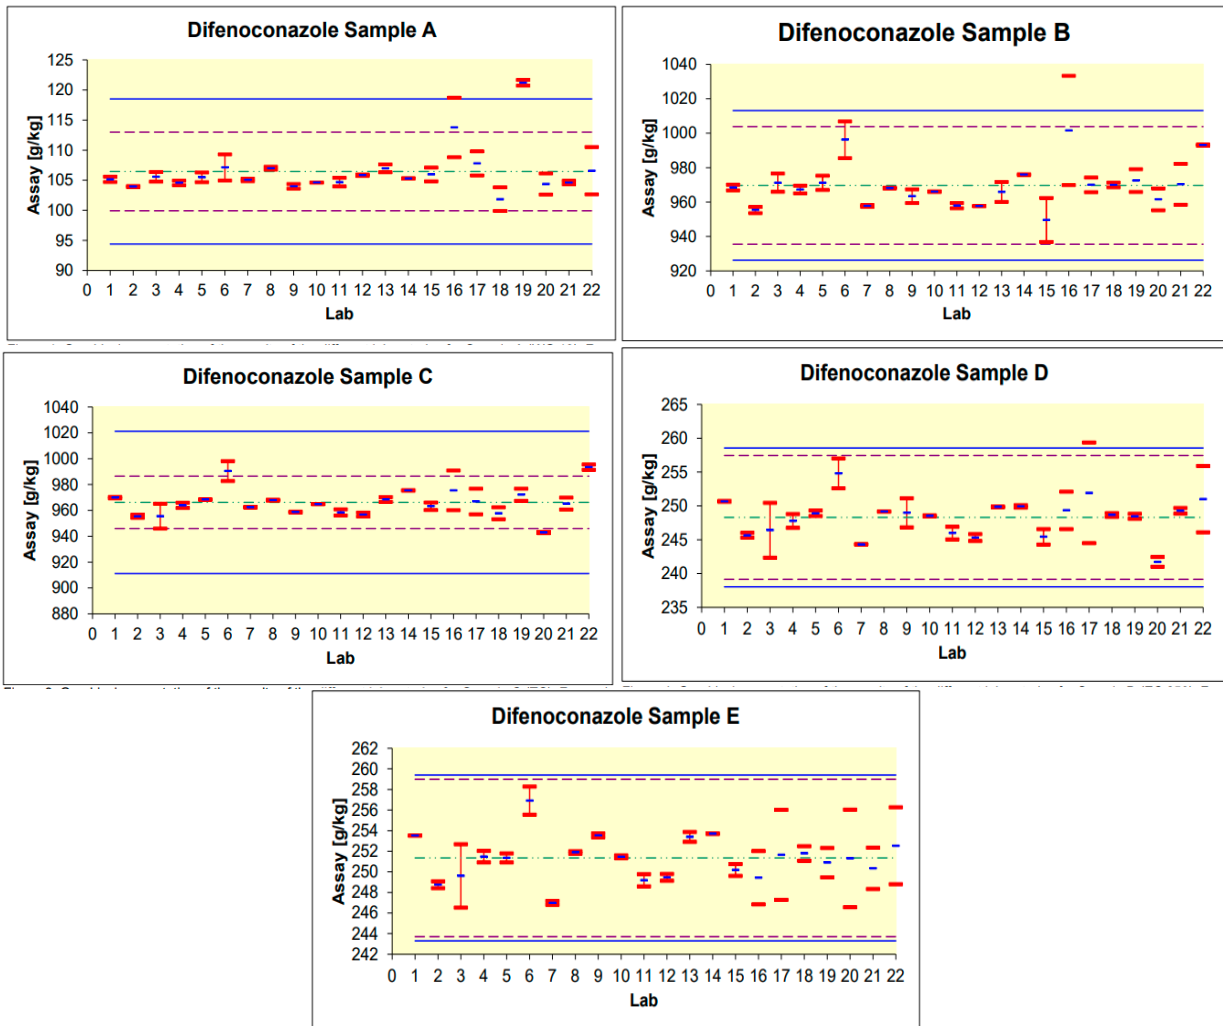 Difenoconazole Sample A
125
120
115
110
105
100
95
90
Assay [g/kg]
0 1 2 3 4 5 6 7 8 9 10 11 12 13 14 15 16 17 18 19 20 21 22
Lab
Difenoconazole Sample B
1040
1020
1000
980
960
940
920
Assay [g/kg]
0 1 2 3 4 5 6 7 8 9 10 11 12 13 14 15 16 17 18 19 20 21 22
Lab
Difenoconazole Sample C
1040
1020
1000
980
960
940
920
900
880
Assay [g/kg]
0 1 2 3 4 5 6 7 8 9 10 11 12 13 14 15 16 17 18 19 20 21 22
Lab
Difenoconazole Sample D
265
260
255
250
245
240
235
Assay [g/kg]
0 1 2 3 4 5 6 7 8 9 10 11 12 13 14 15 16 17 18 19 20 21 22
Lab
Difenoconazole Sample E
262
260
258
256
254
252
250
248
246
244
242
Assay [g/kg]
0 1 2 3 4 5 6 7 8 9 10 11 12 13 14 15 16 17 18 19 20 21 22
Lab